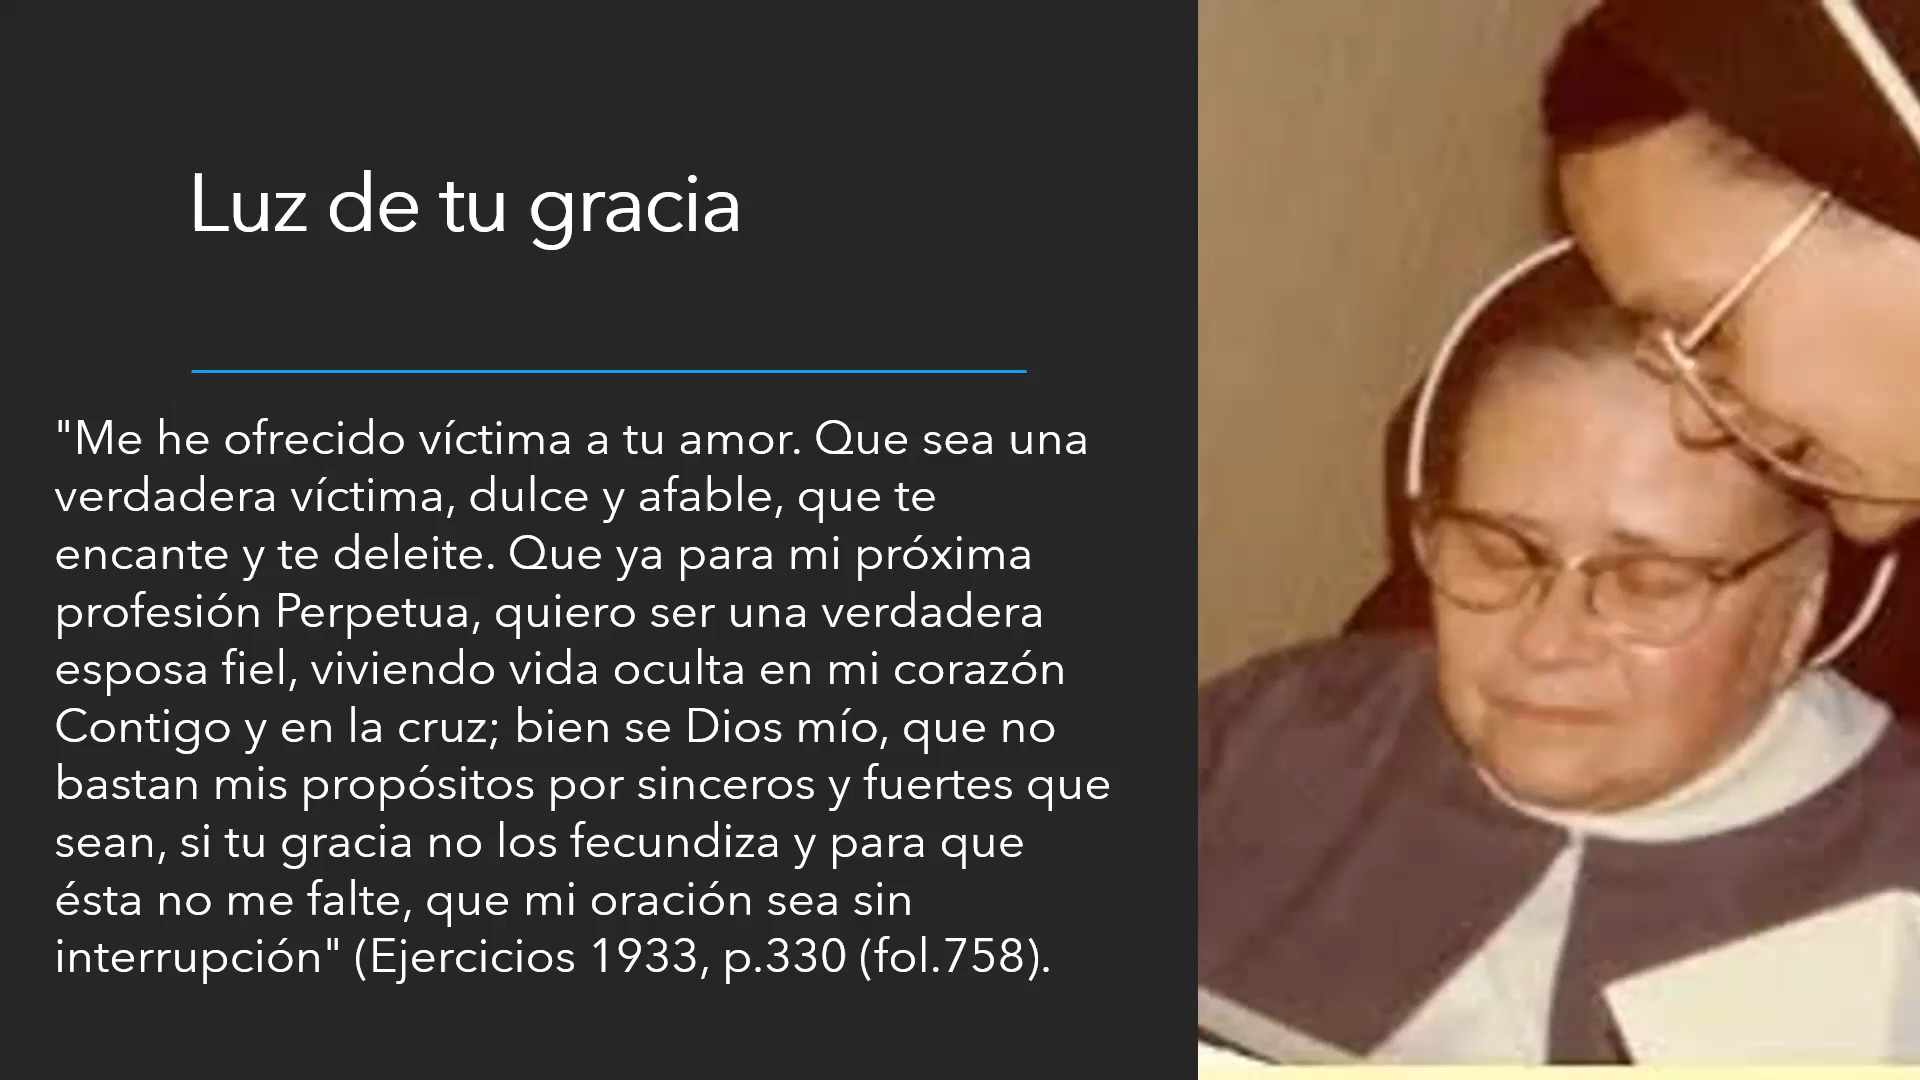 Luz de tu gracia
"Me he ofrecido víctima a tu amor. Que sea una
verdadera víctima, dulce y afable, que te
encante y te deleite. Que ya para mi próxima
profesión Perpetua, quiero ser una verdadera
esposa fiel, viviendo vida oculta en mi corazón
Contigo y en la cruz; bien se Dios mío, que no
bastan mis propósitos por sinceros y fuertes que
sean, si tu gracia no los fecundiza y para que
ésta no me falte, que mi oración sea sin
interrupción" (Ejercicios 1933, p.330 (fol.758).